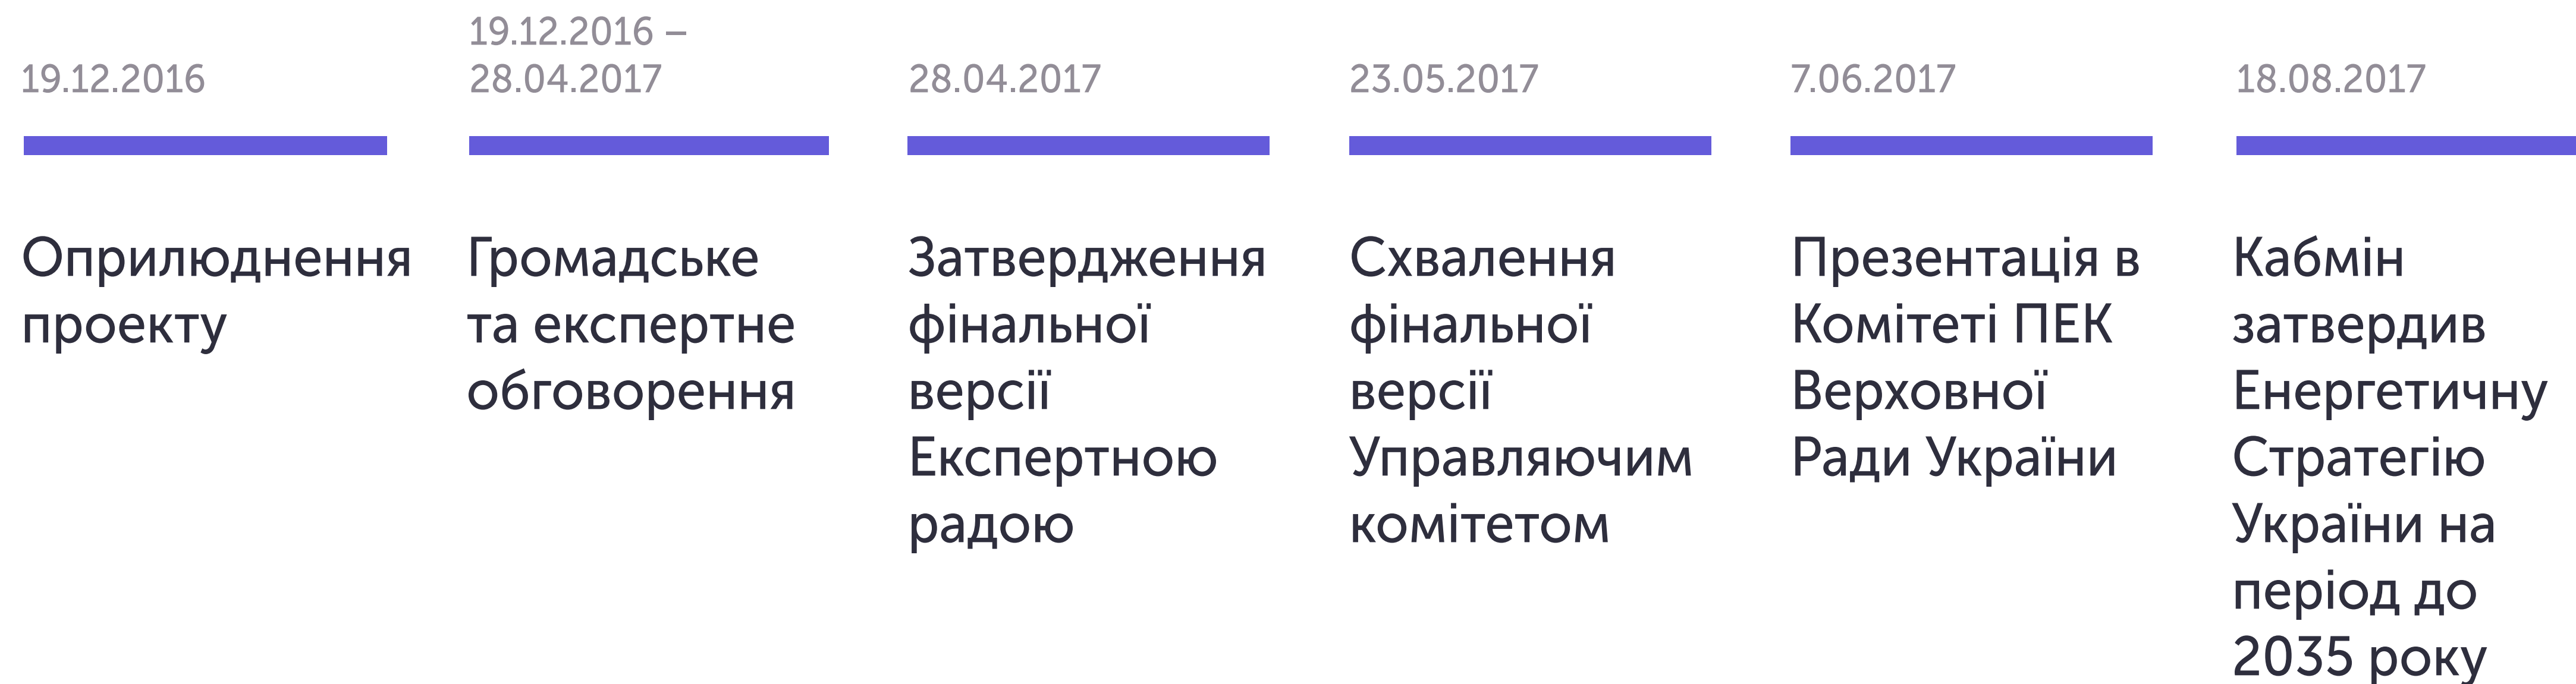 19.12.2016
Оприлюднення
проекту
19.12.2016 –
28.04.2017
Громадське
та експертне
обговорення
28.04.2017
Затвердження
фінальної
версії
Експертною
радою
23.05.2017
Схвалення
фінальної
версії
Управляючим
комітетом
7.06.2017
Презентація в
Комітеті ПЕК
Верховної
Ради України
18.08.2017
Кабмін
затвердив
Енергетичну
Стратегію
України на
період до
2035 року